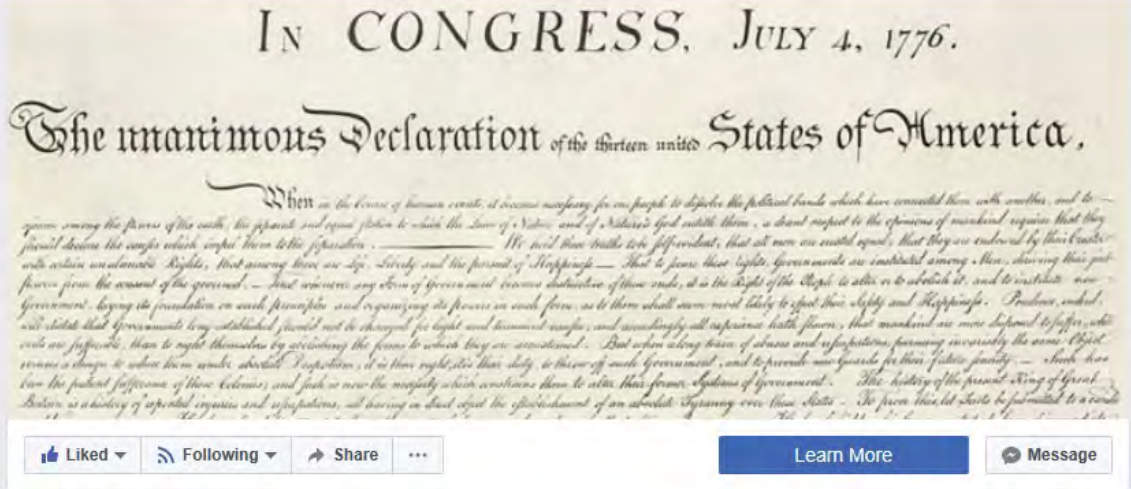 In CONGRESS, July 4, 1776.
The unanimous Declaration of the thirteen united States of America,
When in the Course of human events, it becomes necessary for one people to dissolve the political bands which have connected them with another, and to
among the powers of the earth, the separate and equal station to which the Laws of Nature and of Nature's God entitle them, a decent respect to the opinions of mankind requires that they
should declare the causes which impel them to the separation. We hold these truths to be self-evident, that all men are created equal, that they are endowed by their Creator
with certain unalienable Rights, that among these are Life, Liberty and the pursuit of Happiness — That to secure these rights, Governments are instituted among Men, deriving their just
powers from the consent of the governed, — That whenever any Form of Government becomes destructive of these ends, it is the Right of the People to alter or to abolish it, and to institute new
Government, laying its foundation on such principles and organizing its powers in such form, as to them shall seem most likely to effect their Safety and Happiness. Prudence, indeed,
will dictate that Governments long established should not be changed for light and transient causes; and accordingly all experience hath shewn, that mankind are more disposed to suffer, while
evils are sufferable, than to right themselves by abolishing the forms to which they are accustomed. But when a long train of abuses and usurpations, pursuing invariably the same Object
evinces a design to reduce them under absolute Despotism, it is their right, it is their duty, to throw off such Government, and to provide new Guards for their future security. — Such has
been the patient sufferance of these Colonies; and such is now the necessity which constrains them to alter their former Systems of Government. The history of the present King of Great
Britain is a history of repeated injuries and usurpations, all having in direct object the establishment of an absolute Tyranny over these States. To prove this, let Facts be submitted to a candid
Liked
Following
Share
Learn More
Message